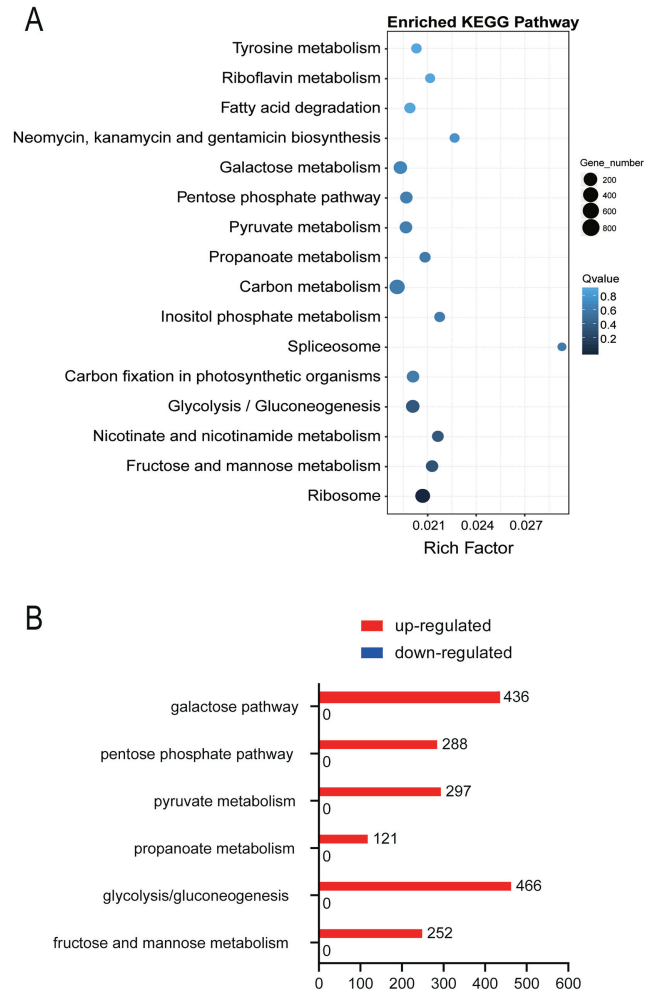 A
Enriched KEGG Pathway
Tyrosine metabolism
Riboflavin metabolism
Fatty acid degradation
Neomycin, kanamycin and gentamicin biosynthesis
Galactose metabolism
Pentose phosphate pathway
Pyruvate metabolism
Propanoate metabolism
Carbon metabolism
Inositol phosphate metabolism
Spliceosome
Carbon fixation in photosynthetic organisms
Glycolysis / Gluconeogenesis
Nicotinate and nicotinamide metabolism
Fructose and mannose metabolism
Ribosome
0.021 0.024 0.027
Rich Factor
Gene_number
200
400
600
800
Qvalue
0.8
0.6
0.4
0.2
B
up-regulated
down-regulated
galactose pathway 436
0
pentose phosphate pathway 288
0
pyruvate metabolism 297
0
propanoate metabolism 121
0
glycolysis/gluconeogenesis 466
0
fructose and mannose metabolism 252
0
0 100 200 300 400 500 600